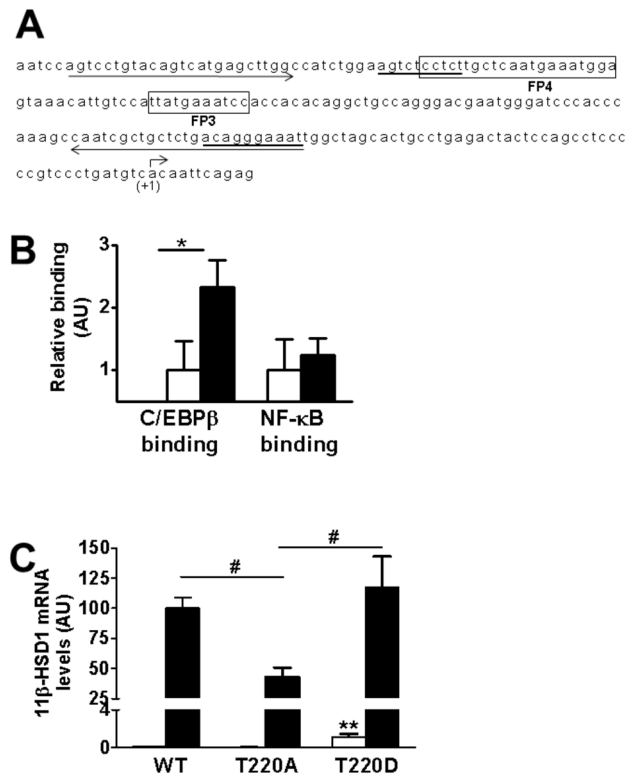 A
aatccagtcctgtacagtcatgagcttggccatctggaagtctcctcttgctcaatgaaatgga
FP4
gtaaacattgtccattatgaaatccaccacacaggctgccagggacgaatgggatcccaccc
FP3
aaagccaatcgctgctctgacagggaaattggctagcactgcctgagactactccagcctccc
ccgtccctgatgtcacaattcagag
(+1)
B
Relative binding
(AU)
3
2
1
*
C/EBPβ
binding
NF-κB
binding
C
11β-HSD1 mRNA
levels (AU)
150
125
100
75
50
25
4
0
#
#
**
WT
T220A
T220D